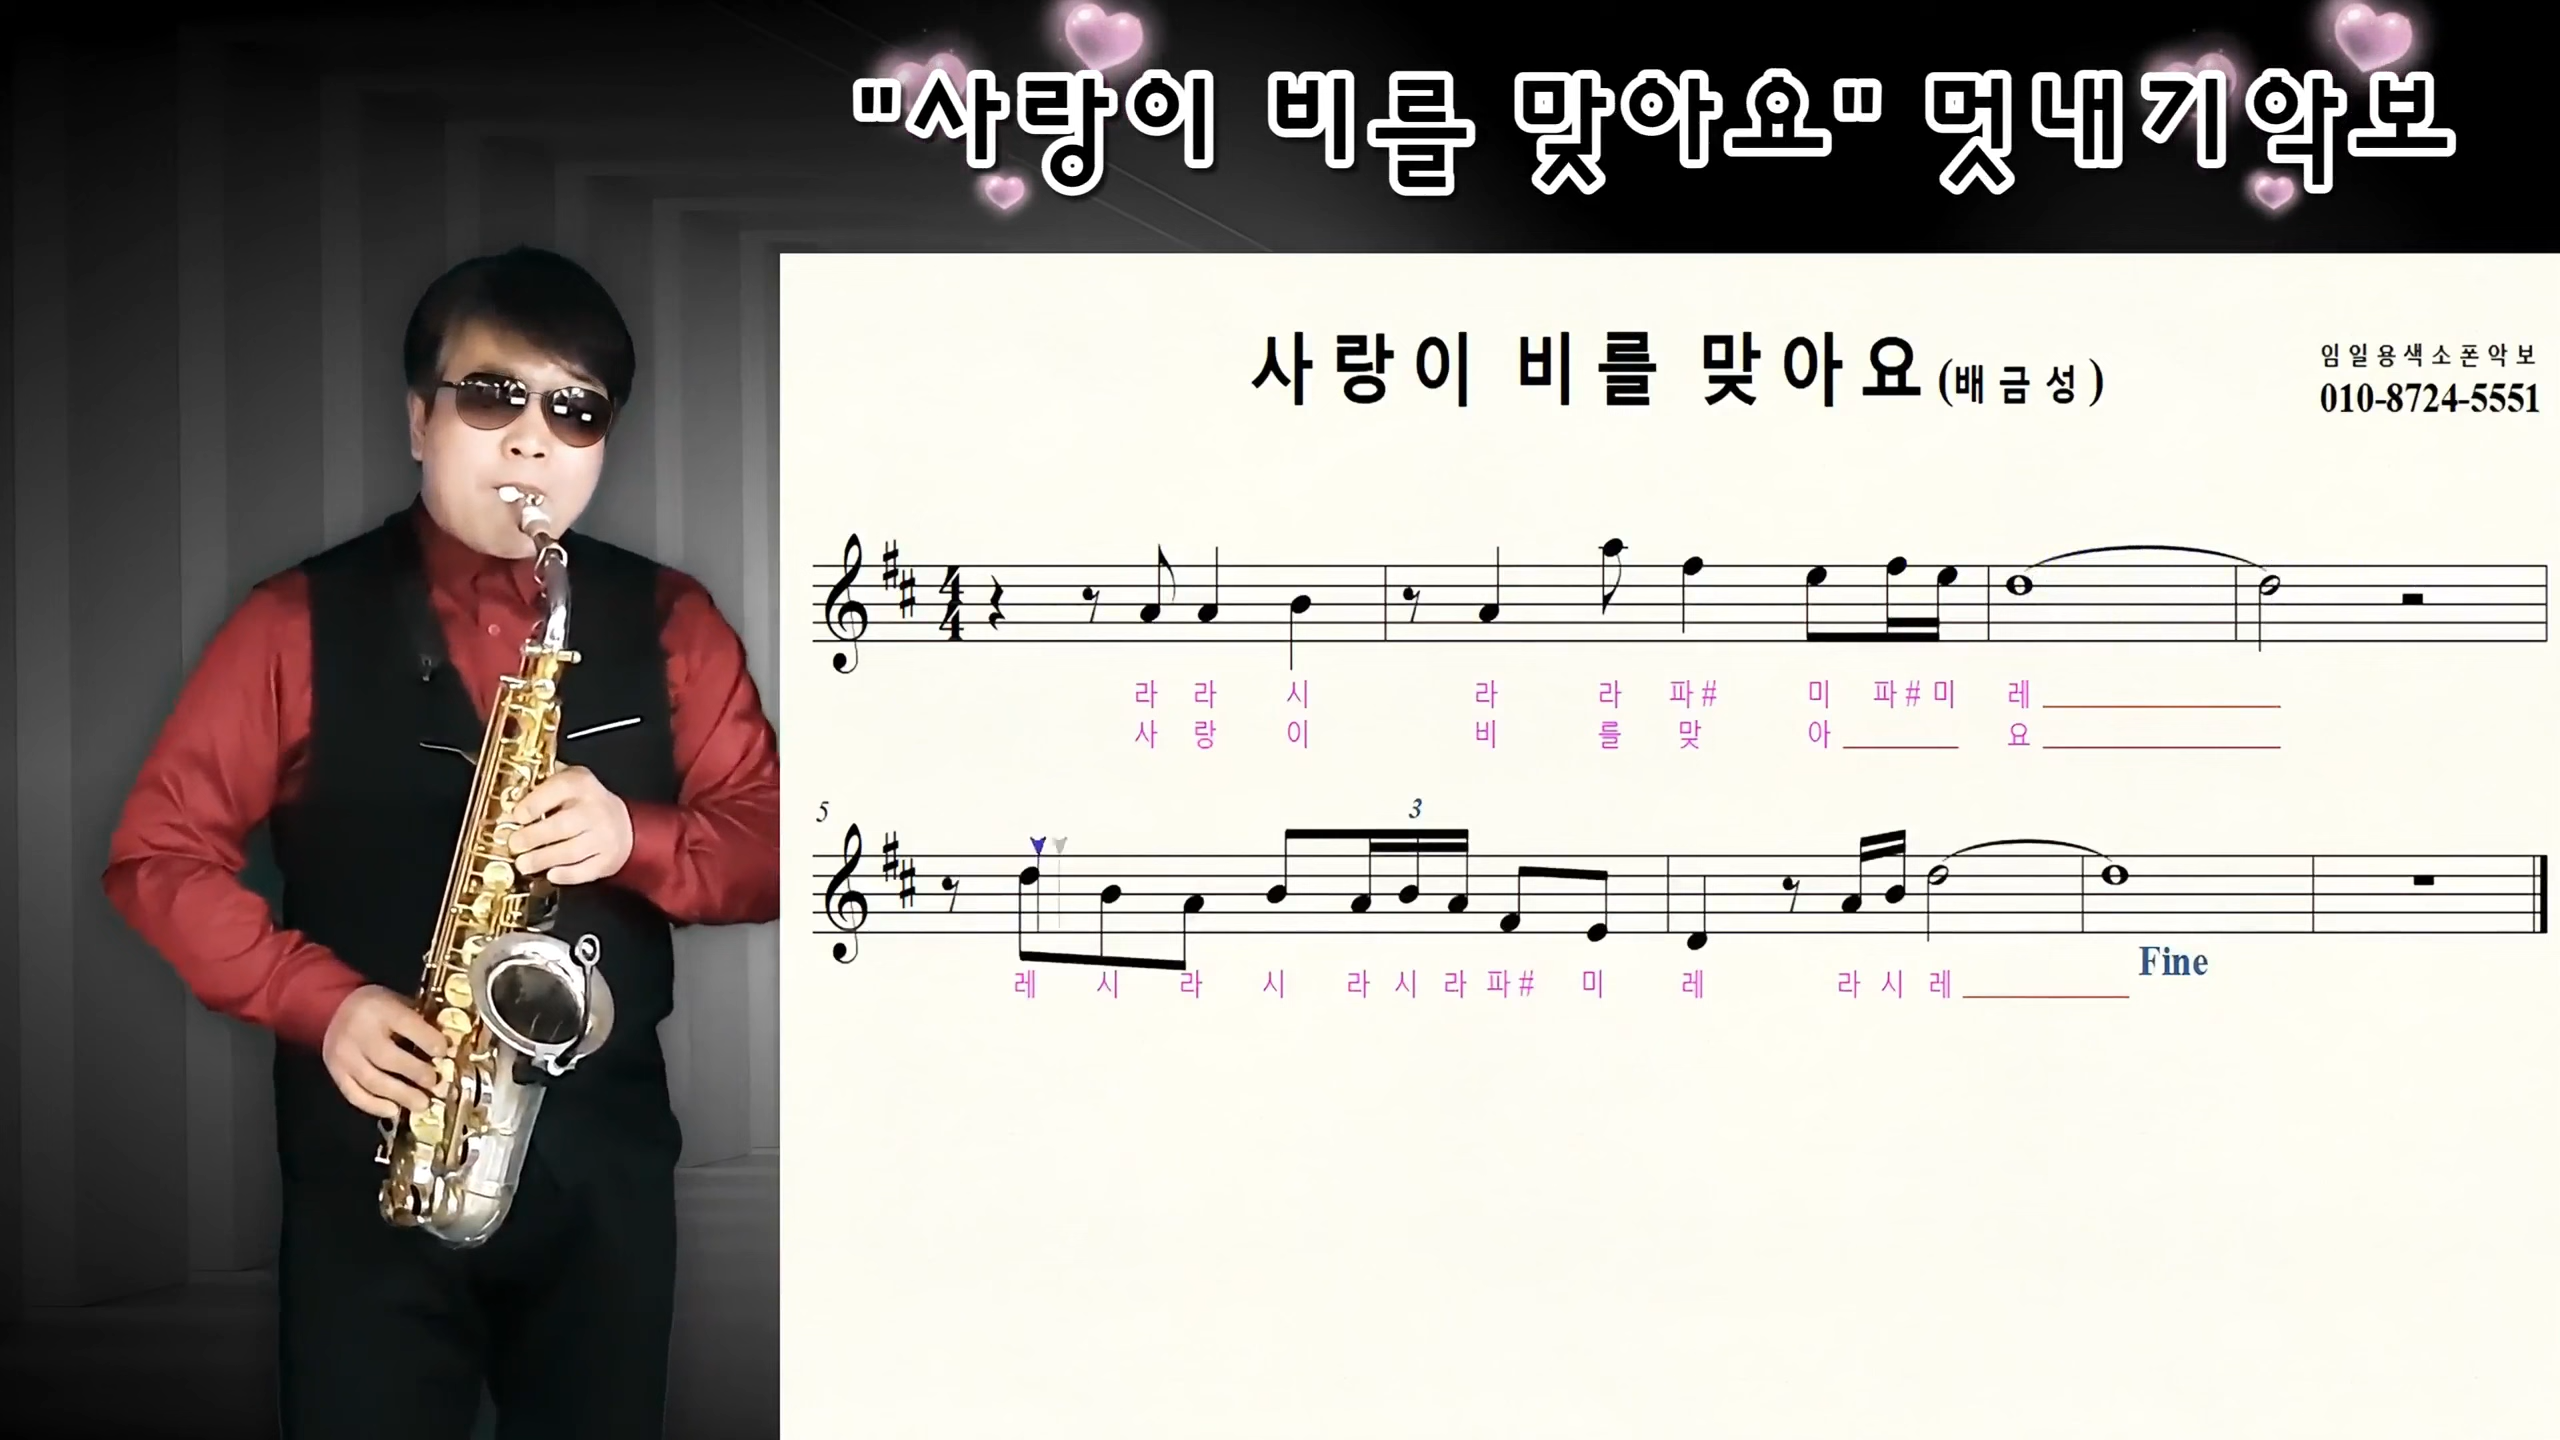 "사랑이 비를 맞아요" 멋내기악보
사랑이 비를 맞아요(배금성)
임일용색소폰악보
010-8724-5551
4
4
라 라 시 라 라 파# 미 파# 미 레
사 랑 이 비 를 맞 아 요
5
3
레 시 라 시 라 시 라 파# 미 레 라 시 레
Fine